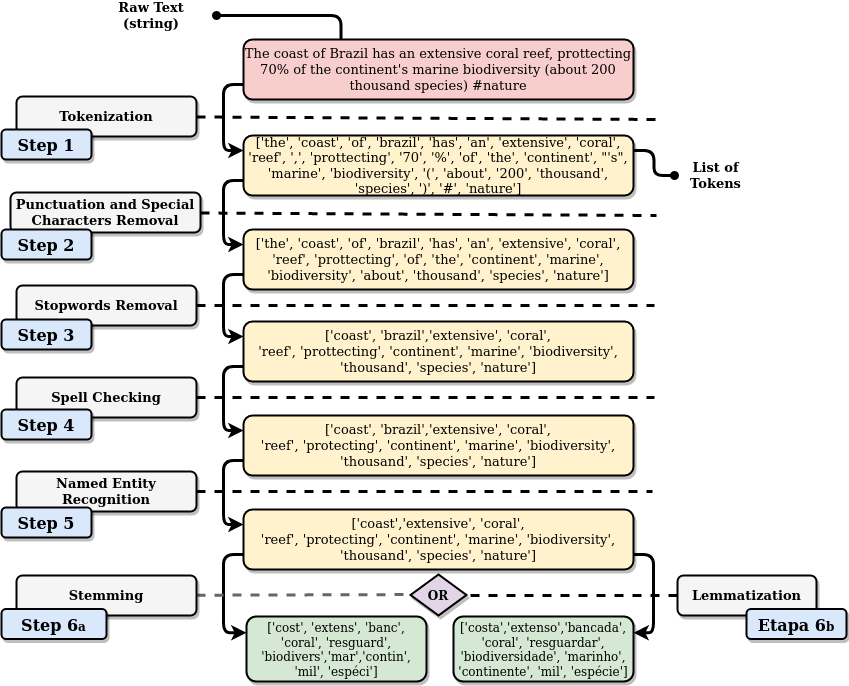 Raw Text
(string)
The coast of Brazil has an extensive coral reef, prottecting
70% of the continent's marine biodiversity (about 200
thousand species) #nature
Tokenization
Step 1
['the', 'coast', 'of', 'brazil', 'has', 'an', 'extensive', 'coral',
'reef', ',', 'prottecting', '70', '%', 'of', 'the', 'continent', "'s",
'marine', 'biodiversity', '(', 'about', '200', 'thousand',
'species', ')', '#', 'nature']
List of
Tokens
Punctuation and Special
Characters Removal
Step 2
['the', 'coast', 'of', 'brazil', 'has', 'an', 'extensive', 'coral',
'reef', 'prottecting', 'of', 'the', 'continent', 'marine',
'biodiversity', 'about', 'thousand', 'species', 'nature']
Stopwords Removal
Step 3
['coast', 'brazil','extensive', 'coral',
'reef', 'prottecting', 'continent', 'marine', 'biodiversity',
'thousand', 'species', 'nature']
Spell Checking
Step 4
['coast', 'brazil','extensive', 'coral',
'reef', 'protecting', 'continent', 'marine', 'biodiversity',
'thousand', 'species', 'nature']
Named Entity
Recognition
Step 5
['coast','extensive', 'coral',
'reef', 'protecting', 'continent', 'marine', 'biodiversity',
'thousand', 'species', 'nature']
Stemming
Step 6a
OR
Lemmatization
Etapa 6b
['cost', 'extens', 'banc',
'coral', 'resguard',
'biodivers','mar','contin',
'mil', 'espéci']
['costa','extenso','bancada',
'coral', 'resguardar',
'biodiversidade', 'marinho',
'continente', 'mil', 'espécie']